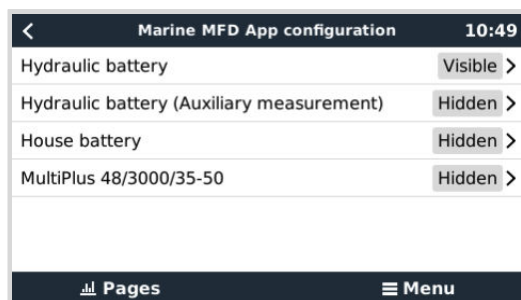 Marine MFD App configuration 10:49
Hydraulic battery Visible
Hydraulic battery (Auxiliary measurement) Hidden
House battery Hidden
MultiPlus 48/3000/35-50 Hidden
Pages Menu